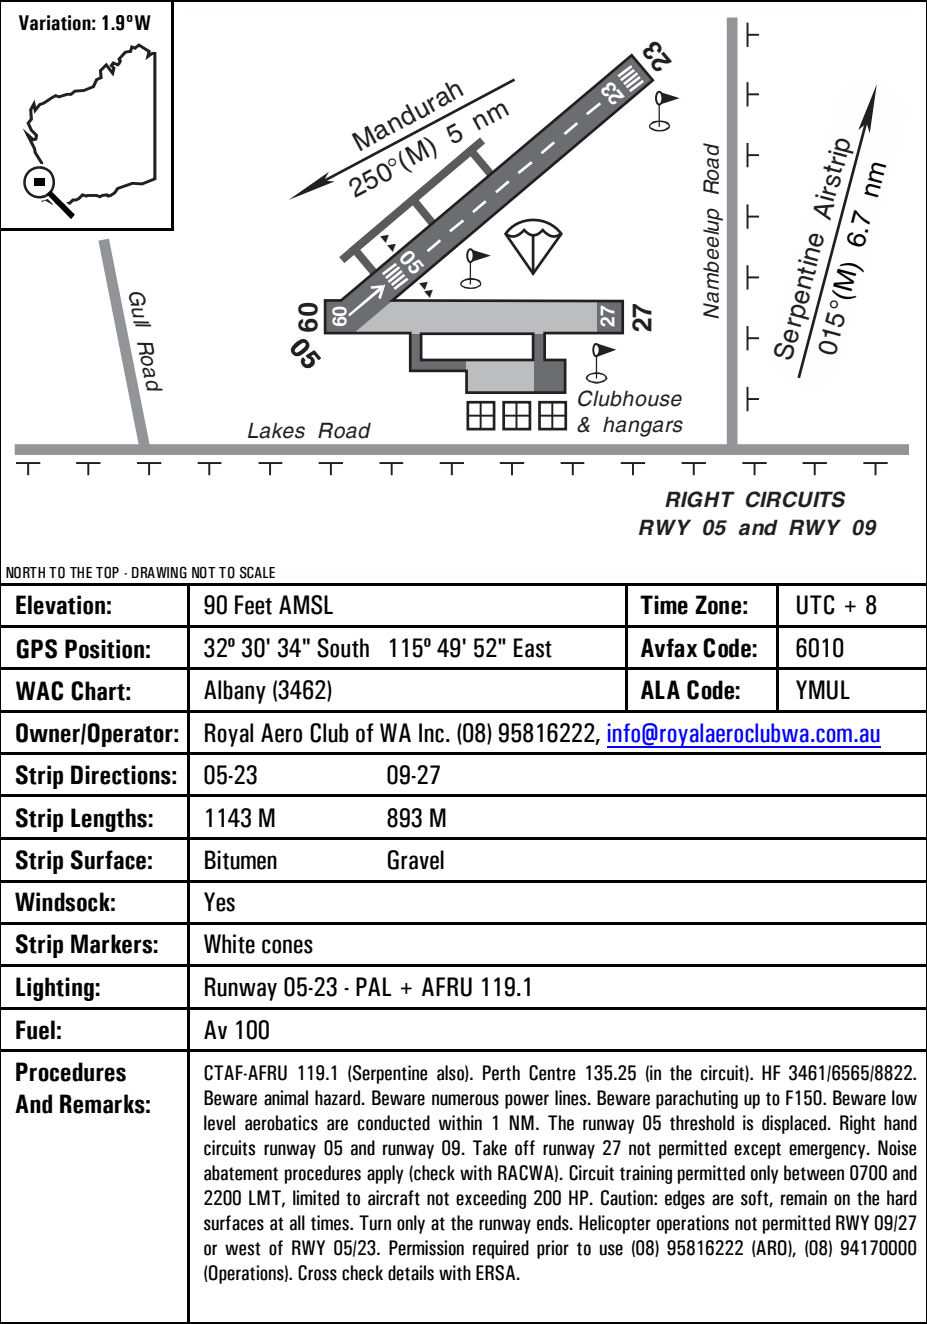 Variation: 1.9°W
Mandurah
250°(M) 5 nm
23
23
Nambeelup Road
Serpentine Airstrip
015°(M) 6.7 nm
Gull Road
05
09
09
05
27
27
Clubhouse
& hangars
Lakes Road
RIGHT CIRCUITS
RWY 05 and RWY 09
NORTH TO THE TOP - DRAWING NOT TO SCALE
Elevation: 90 Feet AMSL Time Zone: UTC + 8
GPS Position: 32º 30' 34" South 115º 49' 52" East Avfax Code: 6010
WAC Chart: Albany (3462) ALA Code: YMUL
Owner/Operator: Royal Aero Club of WA Inc. (08) 95816222, info@royalaeroclubwa.com.au
Strip Directions: 05-23 09-27
Strip Lengths: 1143 M 893 M
Strip Surface: Bitumen Gravel
Windsock: Yes
Strip Markers: White cones
Lighting: Runway 05-23 - PAL + AFRU 119.1
Fuel: Av 100
Procedures
And Remarks:
CTAF-AFRU 119.1 (Serpentine also). Perth Centre 135.25 (in the circuit). HF 3461/6565/8822.
Beware animal hazard. Beware numerous power lines. Beware parachuting up to F150. Beware low
level aerobatics are conducted within 1 NM. The runway 05 threshold is displaced. Right hand
circuits runway 05 and runway 09. Take off runway 27 not permitted except emergency. Noise
abatement procedures apply (check with RACWA). Circuit training permitted only between 0700 and
2200 LMT, limited to aircraft not exceeding 200 HP. Caution: edges are soft, remain on the hard
surfaces at all times. Turn only at the runway ends. Helicopter operations not permitted RWY 09/27
or west of RWY 05/23. Permission required prior to use (08) 95816222 (ARO), (08) 94170000
(Operations). Cross check details with ERSA.